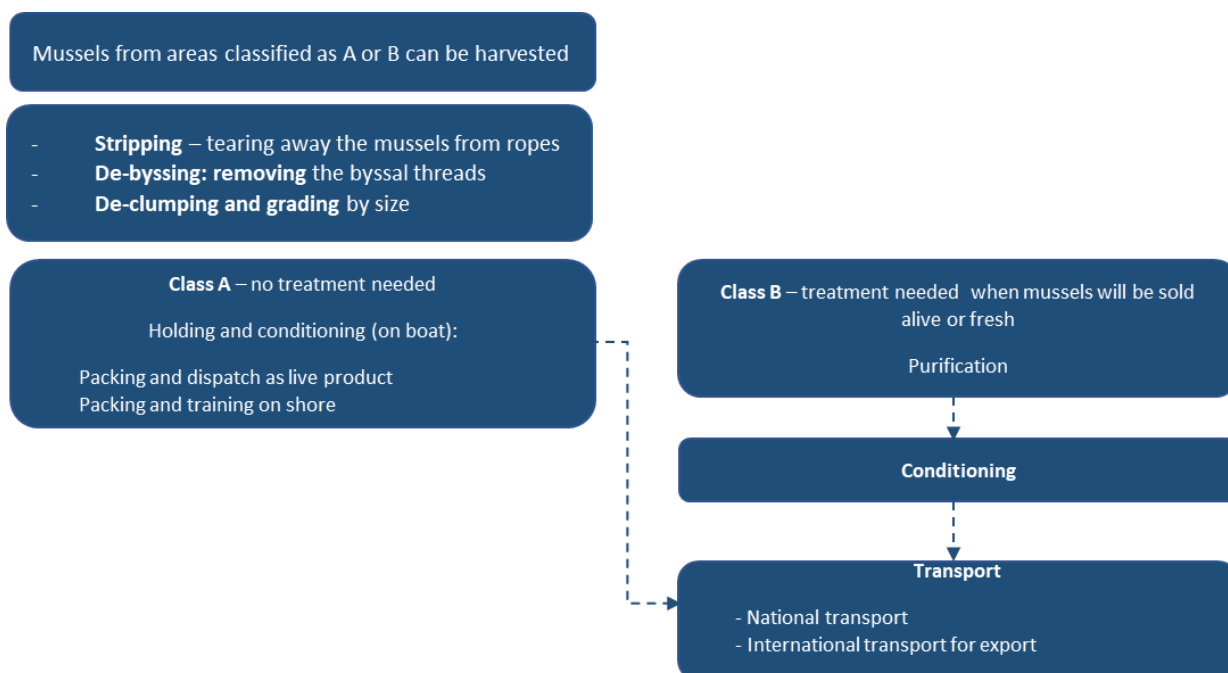 Mussels from areas classified as A or B can be harvested
- Stripping – tearing away the mussels from ropes
- De-byssing: removing the byssal threads
- De-clumping and grading by size
Class A – no treatment needed
Holding and conditioning (on boat):
Packing and dispatch as live product
Packing and training on shore
Class B – treatment needed when mussels will be sold
alive or fresh
Purification
Conditioning
Transport
- National transport
- International transport for export